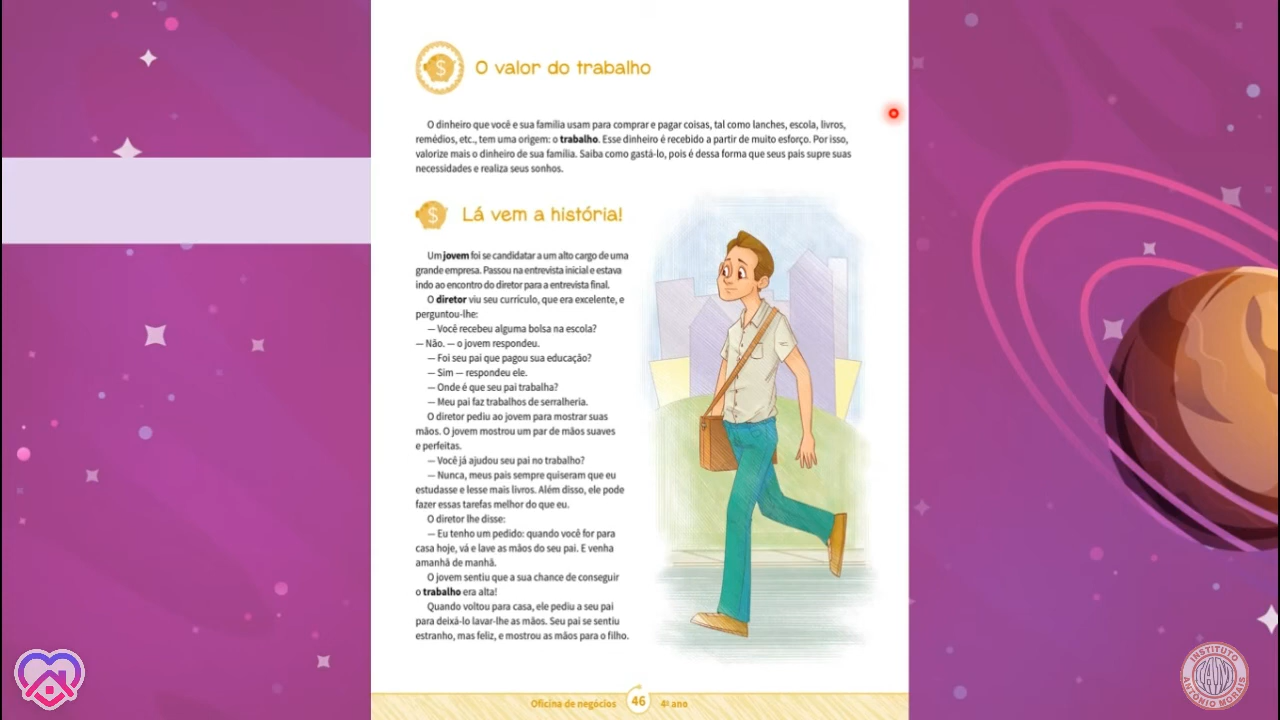 O valor do trabalho
O dinheiro que você e sua família usam para comprar e pagar coisas, tal como lanches, escola, livros,
remédios, etc., tem uma origem: o trabalho. Esse dinheiro é recebido a partir de muito esforço. Por isso,
valorize mais o dinheiro de sua família. Saiba como gastá-lo, pois é dessa forma que seus pais supre suas
necessidades e realiza seus sonhos.
Lá vem a história!
Um jovem foi se candidatar a um alto cargo de uma
grande empresa. Passou na entrevista inicial e estava
indo ao encontro do diretor para a entrevista final.
O diretor viu seu currículo, que era excelente, e
perguntou-lhe:
— Você recebeu alguma bolsa na escola?
— Não. — o jovem respondeu.
— Foi seu pai que pagou sua educação?
— Sim — respondeu ele.
— Onde é que seu pai trabalha?
— Meu pai faz trabalhos de serralheria.
O diretor pediu ao jovem para mostrar suas
mãos. O jovem mostrou um par de mãos suaves
e perfeitas.
— Você já ajudou seu pai no trabalho?
— Nunca, meus pais sempre quiseram que eu
estudasse e lesse mais livros. Além disso, ele pode
fazer essas tarefas melhor do que eu.
O diretor lhe disse:
— Eu tenho um pedido: quando você for para
casa hoje, vá e lave as mãos do seu pai. E venha
amanhã de manhã.
O jovem sentiu que a sua chance de conseguir
o trabalho era alta!
Quando voltou para casa, ele pediu a seu pai
para deixá-lo lavar-lhe as mãos. Seu pai se sentiu
estranho, mas feliz, e mostrou as mãos para o filho.
Oficina de negócios 46 4º ano
INSTITUTO
IAM
ANTÔNIO MORAIS